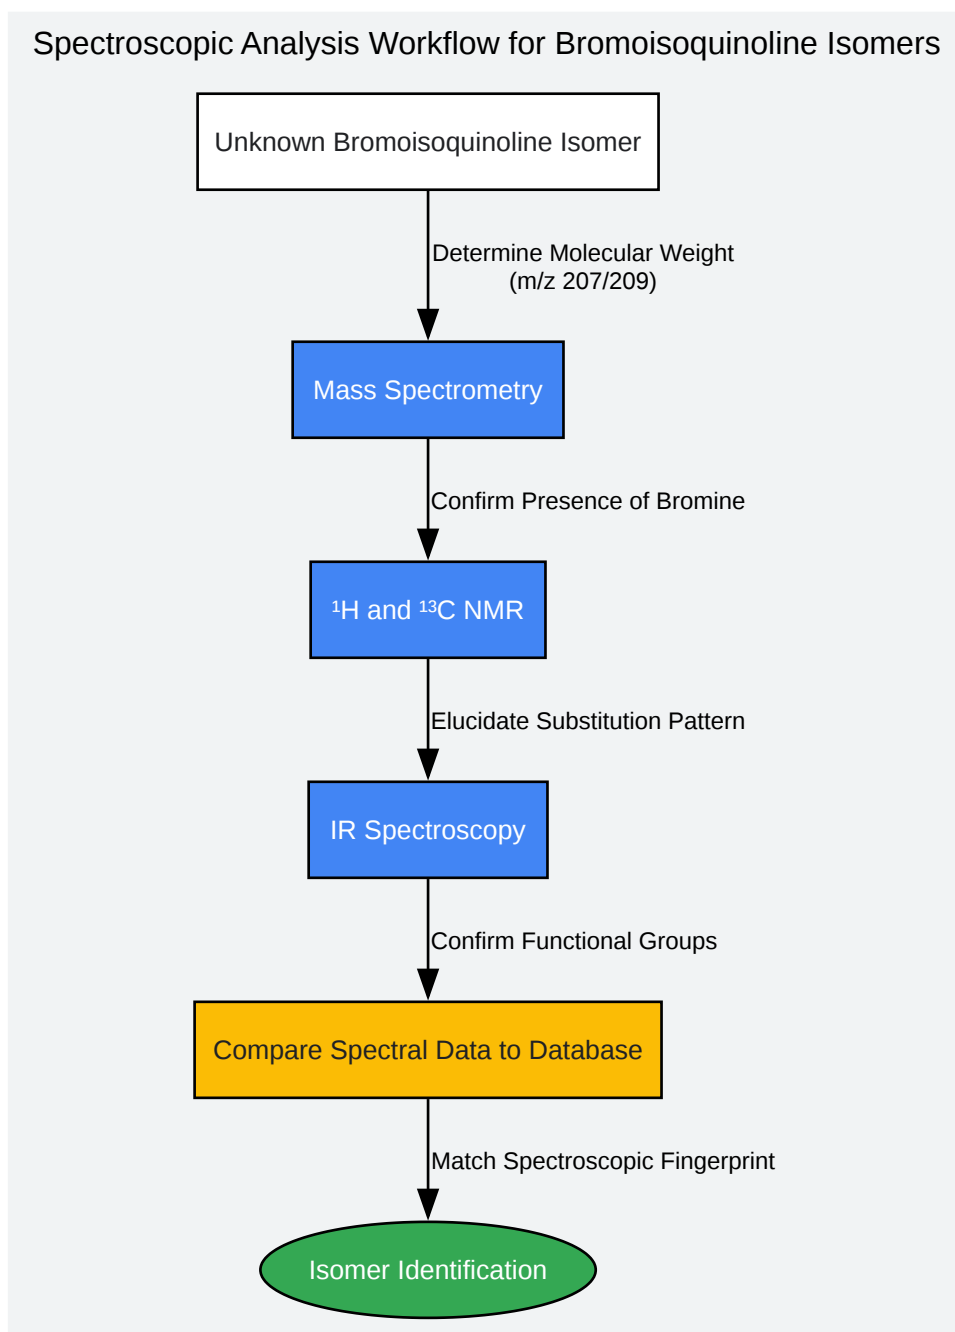 Spectroscopic Analysis Workflow for Bromoisoquinoline Isomers
Unknown Bromoisoquinoline Isomer
Determine Molecular Weight
(m/z 207/209)
Mass Spectrometry
Confirm Presence of Bromine
¹H and ¹³C NMR
Elucidate Substitution Pattern
IR Spectroscopy
Confirm Functional Groups
Compare Spectral Data to Database
Match Spectroscopic Fingerprint
Isomer Identification